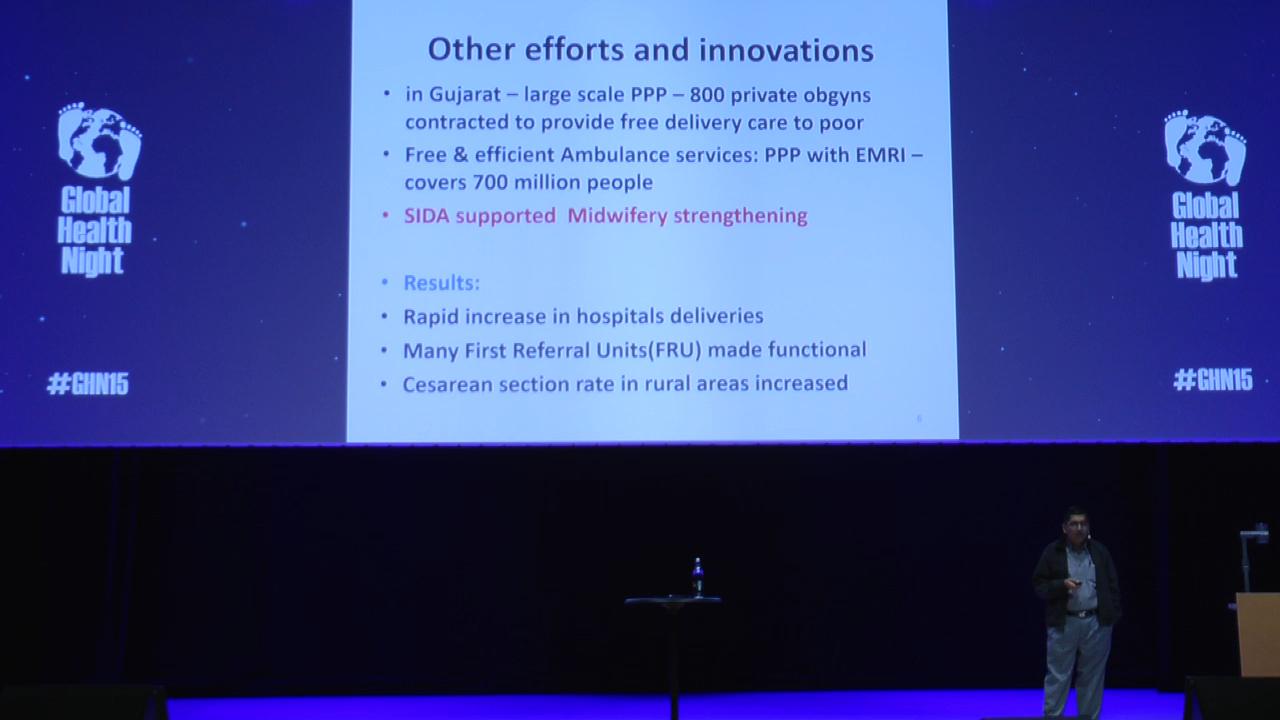 Other efforts and innovations
• in Gujarat – large scale PPP – 800 private obgyns
contracted to provide free delivery care to poor
• Free & efficient Ambulance services: PPP with EMRI –
covers 700 million people
• SIDA supported Midwifery strengthening
• Results:
• Rapid increase in hospitals deliveries
• Many First Referral Units(FRU) made functional
• Cesarean section rate in rural areas increased
6
Global
Health
Night
#GHN15
Global
Health
Night
#GHN15